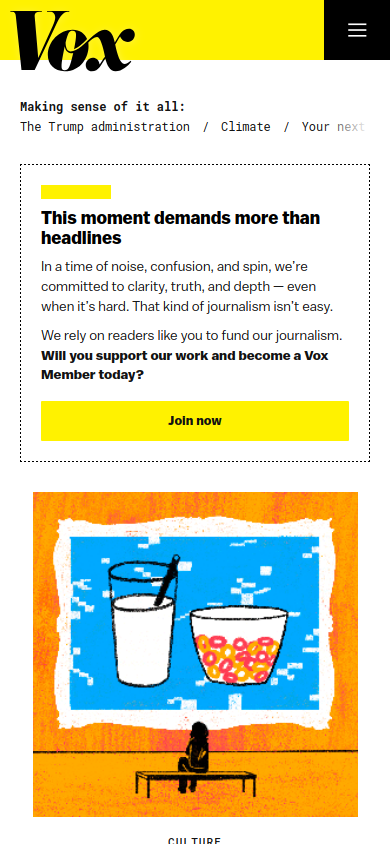 Vox
Making sense of it all:
The Trump administration / Climate / Your next
This moment demands more than
headlines
In a time of noise, confusion, and spin, we're
committed to clarity, truth, and depth — even
when it's hard. That kind of journalism isn't easy.
We rely on readers like you to fund our journalism.
Will you support our work and become a Vox
Member today?
Join now
CULTURE